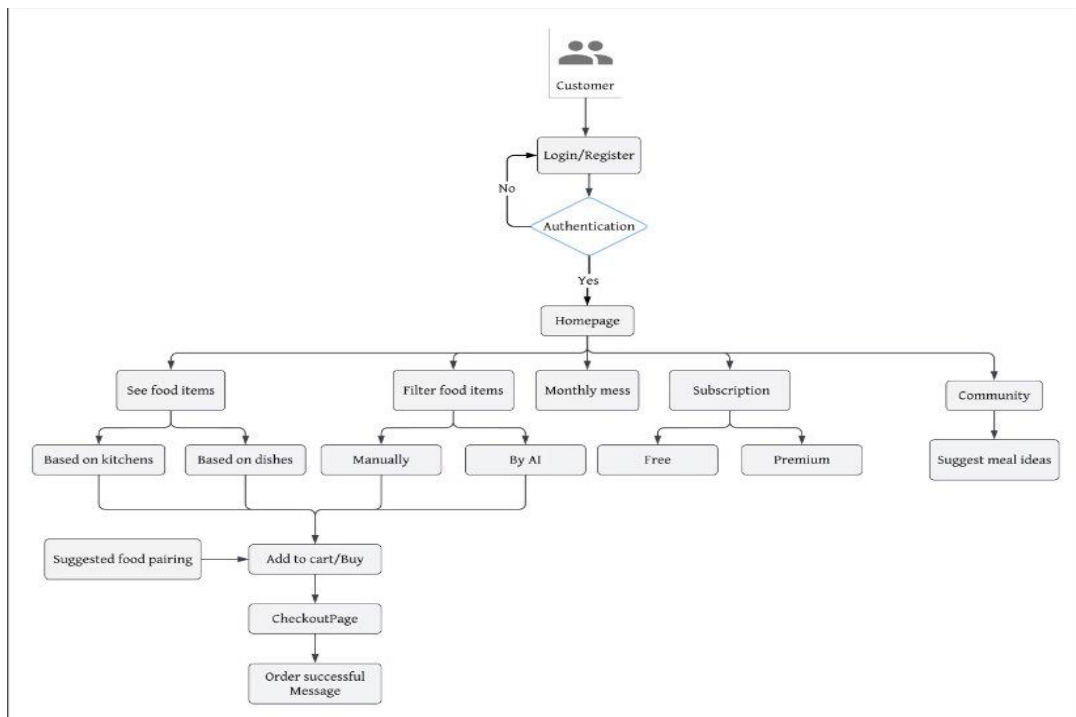 Customer
Login/Register
No
Authentication
Yes
Homepage
See food items
Filter food items
Monthly mess
Subscription
Community
Based on kitchens
Based on dishes
Manually
By AI
Free
Premium
Suggest meal ideas
Suggested food pairing
Add to cart/Buy
CheckoutPage
Order successful
Message